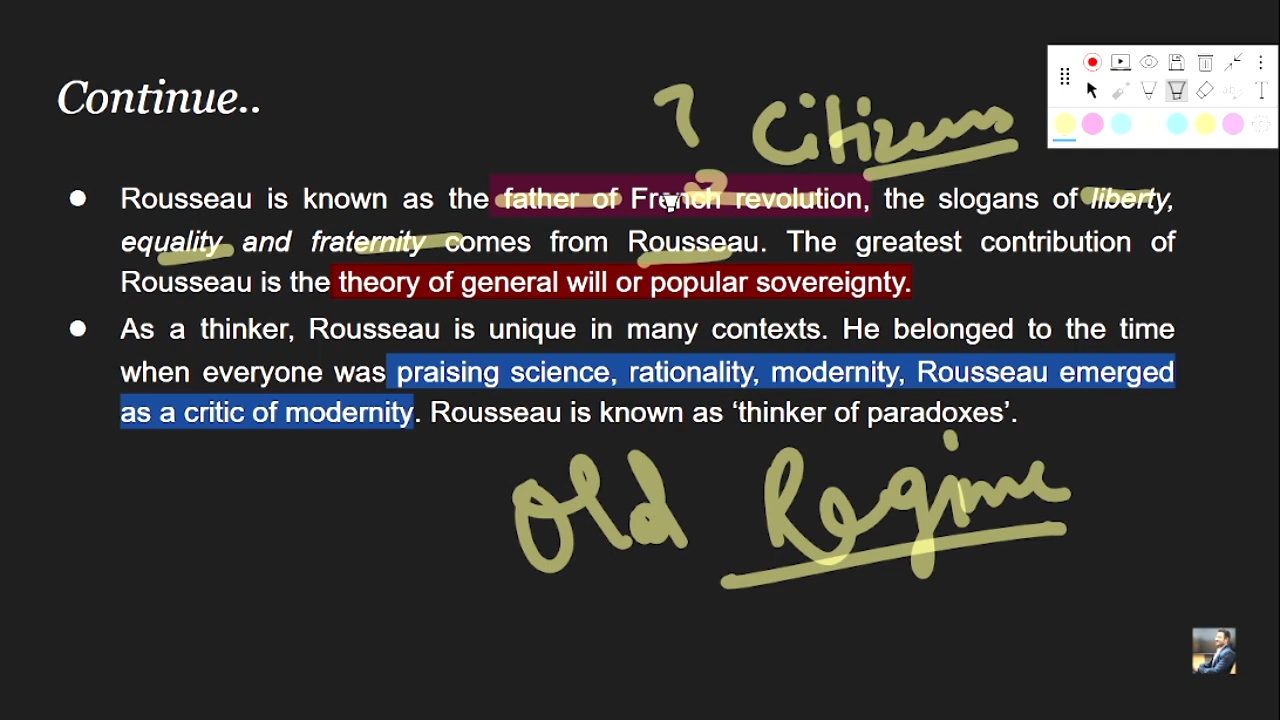 Continue..
? Citizens
● Rousseau is known as the father of French revolution, the slogans of liberty,
equality and fraternity comes from Rousseau. The greatest contribution of
Rousseau is the theory of general will or popular sovereignty.
● As a thinker, Rousseau is unique in many contexts. He belonged to the time
when everyone was praising science, rationality, modernity, Rousseau emerged
as a critic of modernity. Rousseau is known as ‘thinker of paradoxes’.
Old Regime